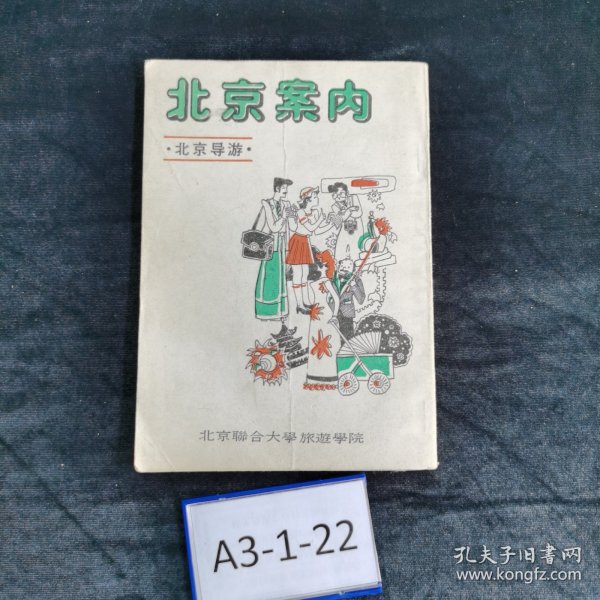 北京案内
·北京导游·
北京聯合大學旅遊學院
A3-1-22
孔夫子旧書网
www.kongfz.com